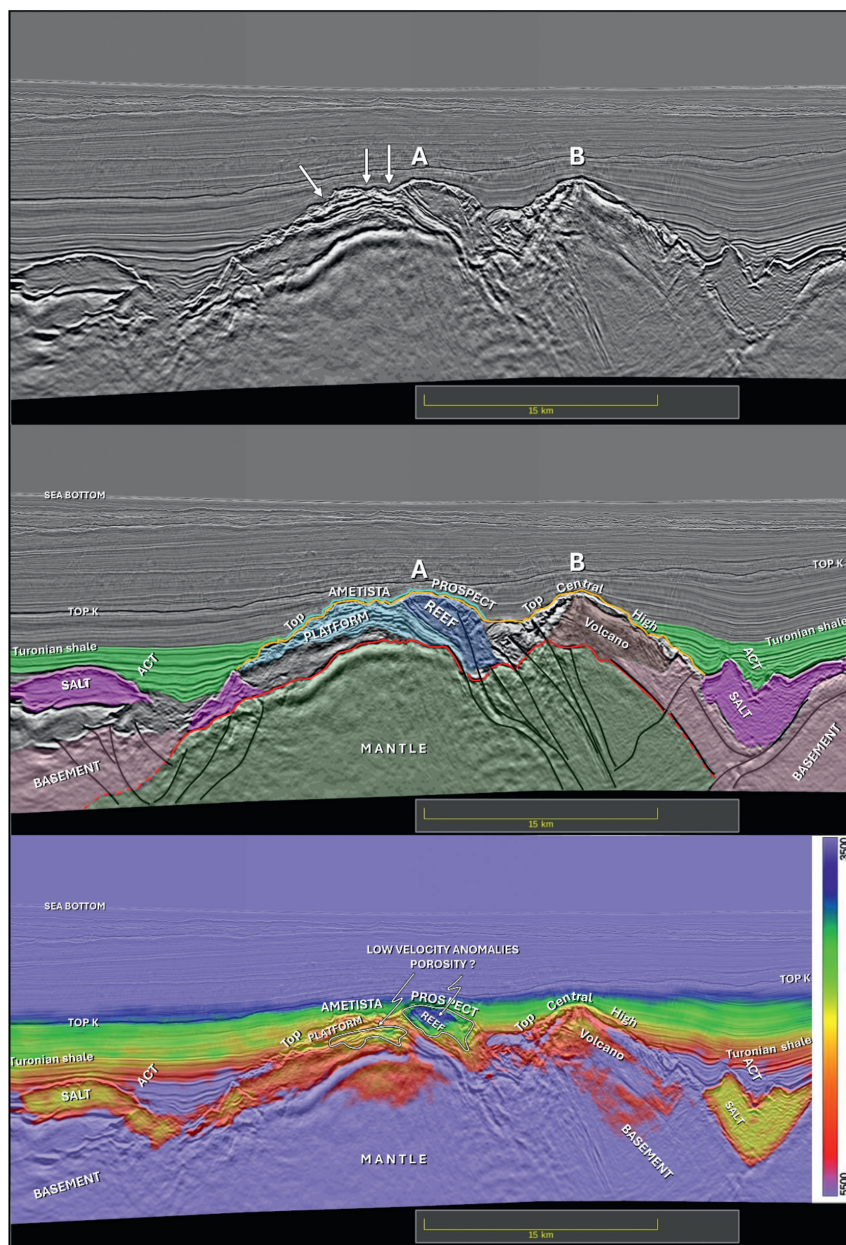 A
B
15 km
SEA BOTTOM
A
B
TOP K
AMETISTA
PROSPECT
Top
Central
High
TOP K
Top
PLATFORM
REEF
Volcano
Turonian shale
Turonian shale
ACT
ACT
SALT
SALT
MANTLE
BASEMENT
BASEMENT
15 km
3500
SEA BOTTOM
LOW VELOCITY ANOMALIES
POROSITY ?
TOP K
AMETISTA
PROSPECT
Central
High
TOP K
Top
PLATFORM
REEF
Top
Volcano
Turonian shale
Turonian shale
ACT
ACT
SALT
SALT
BASEMENT
MANTLE
BASEMENT
5500
15 km